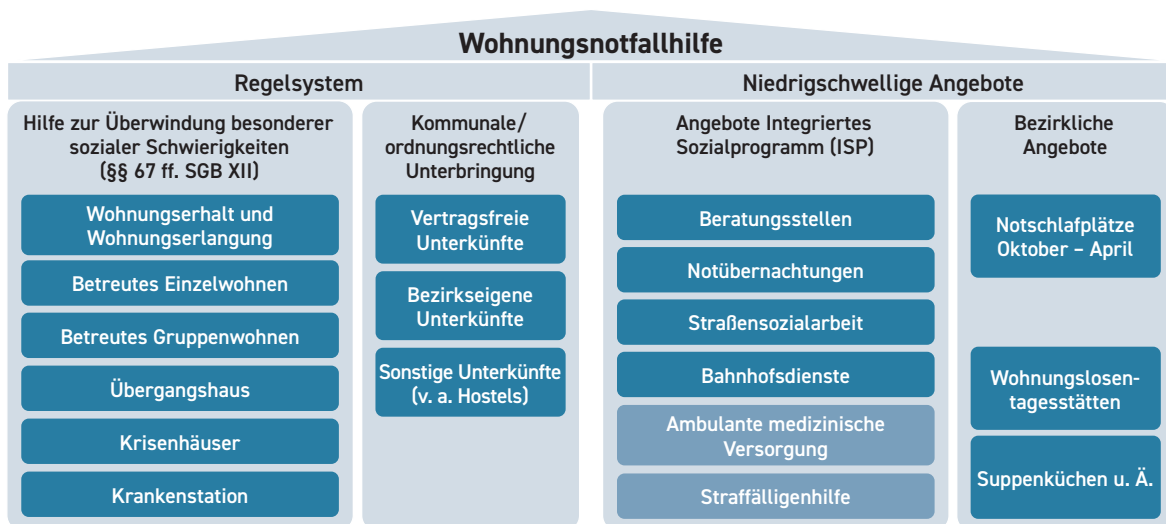 Wohnungsnotfallhilfe
Regelsystem
Niedrigschwellige Angebote
Hilfe zur Überwindung besonderer
sozialer Schwierigkeiten
(§§ 67 ff. SGB XII)
Wohnungserhalt und
Wohnungserlangung
Betreutes Einzelwohnen
Betreutes Gruppenwohnen
Übergangshaus
Krisenhäuser
Krankenstation
Kommunale/
ordnungsrechtliche
Unterbringung
Vertragsfreie
Unterkünfte
Bezirkseigene
Unterkünfte
Sonstige Unterkünfte
(v. a. Hostels)
Angebote Integriertes
Sozialprogramm (ISP)
Beratungsstellen
Notübernachtungen
Straßensozialarbeit
Bahnhofsdienste
Ambulante medizinische
Versorgung
Straffälligenhilfe
Bezirkliche
Angebote
Notschlafplätze
Oktober – April
Wohnungslosen-
tagesstätten
Suppenküchen u. Ä.